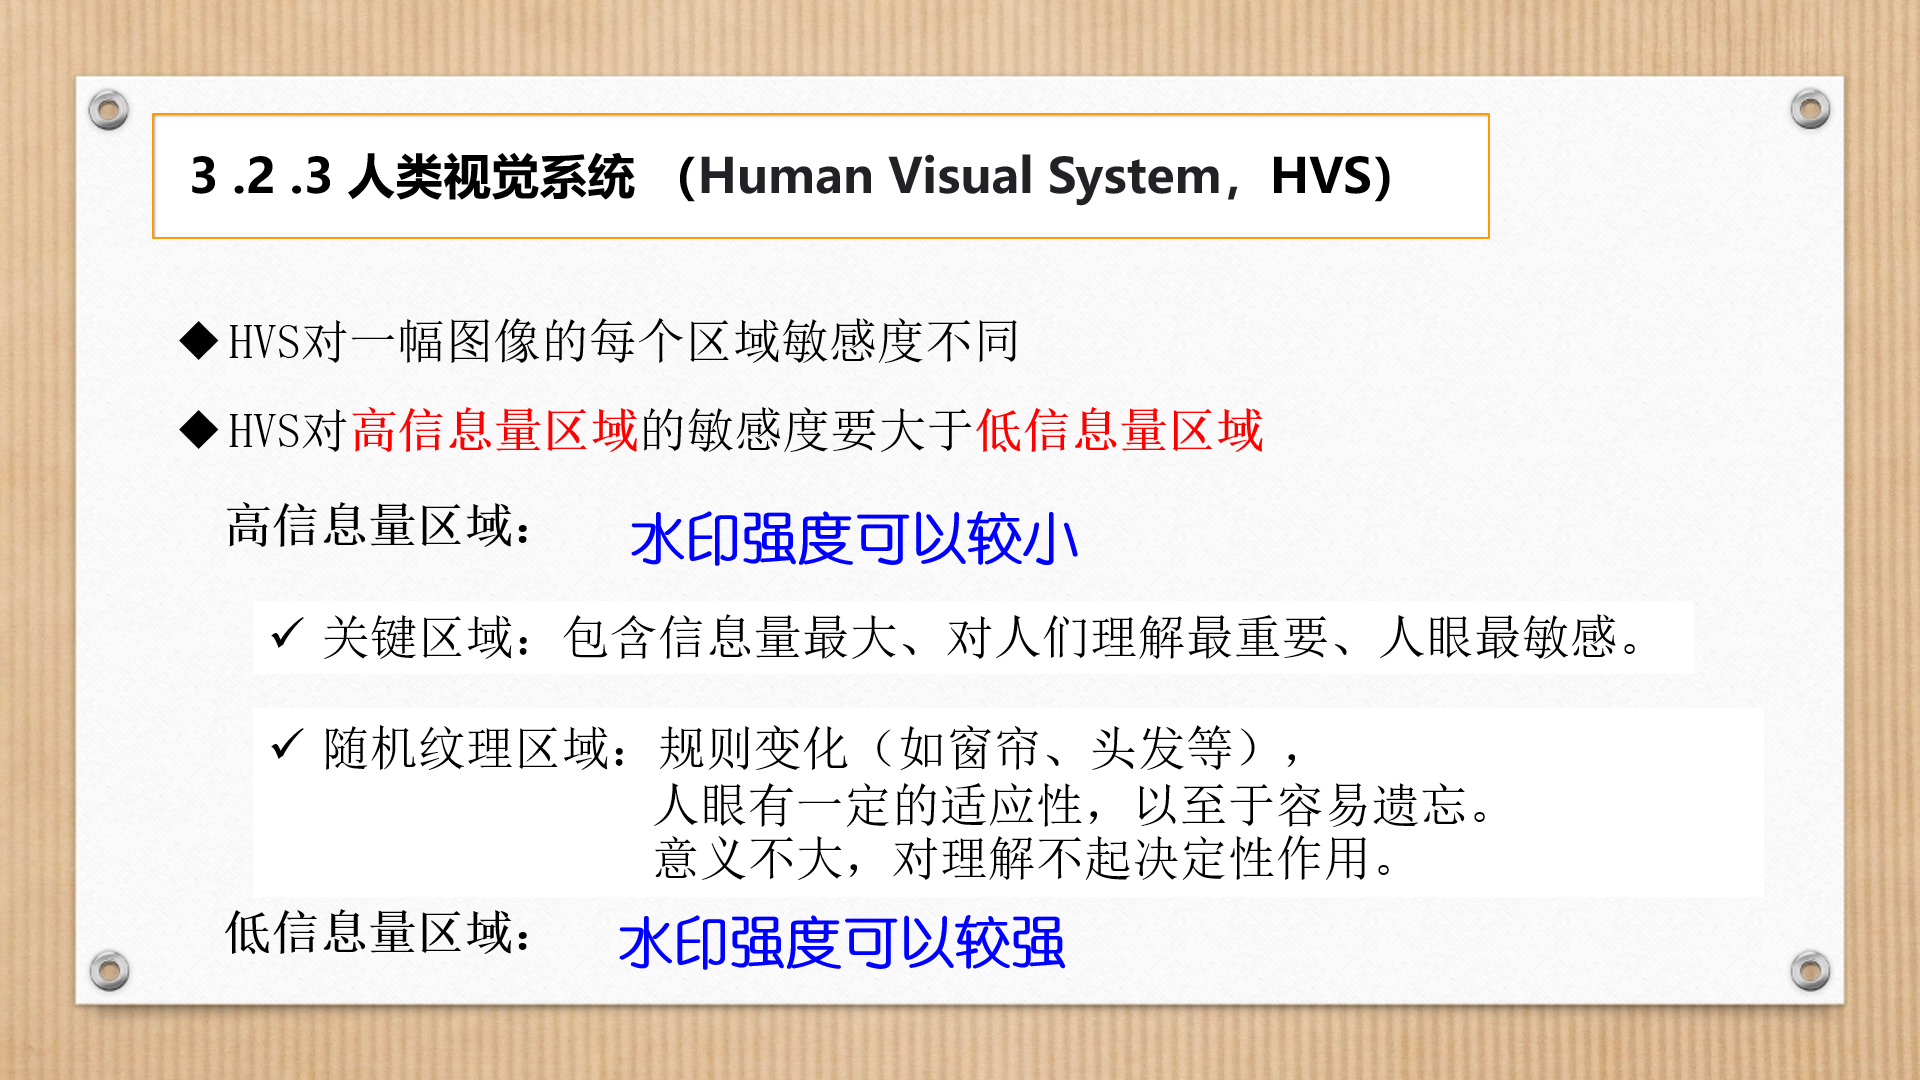 3 .2 .3 人类视觉系统 （Human Visual System，HVS）
◆HVS对一幅图像的每个区域敏感度不同
◆HVS对高信息量区域的敏感度要大于低信息量区域
高信息量区域： 水印强度可以较小
✓ 关键区域：包含信息量最大、对人们理解最重要、人眼最敏感。
✓ 随机纹理区域：规则变化（如窗帘、头发等），
人眼有一定的适应性，以至于容易遗忘。
意义不大，对理解不起决定性作用。
低信息量区域： 水印强度可以较强